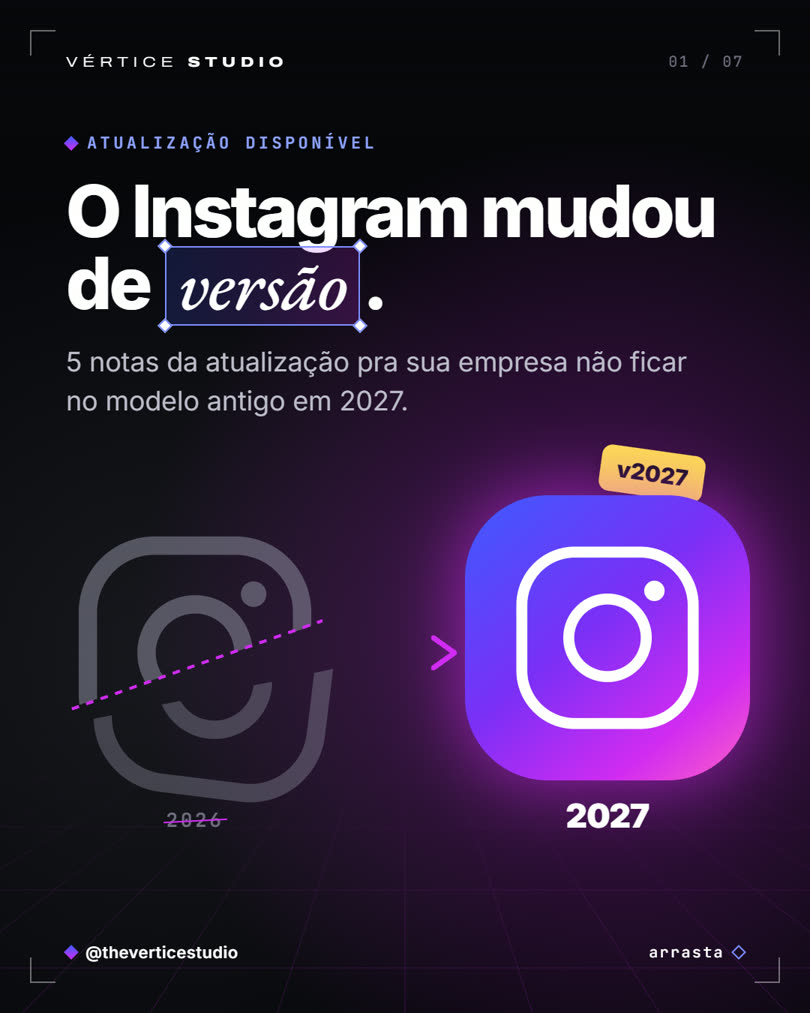 VÉRTICE STUDIO
01 / 07
ATUALIZAÇÃO DISPONÍVEL
O Instagram mudou
de versão.
5 notas da atualização pra sua empresa não ficar
no modelo antigo em 2027.
v2027
2026
2027
@theverticestudio
arrasta